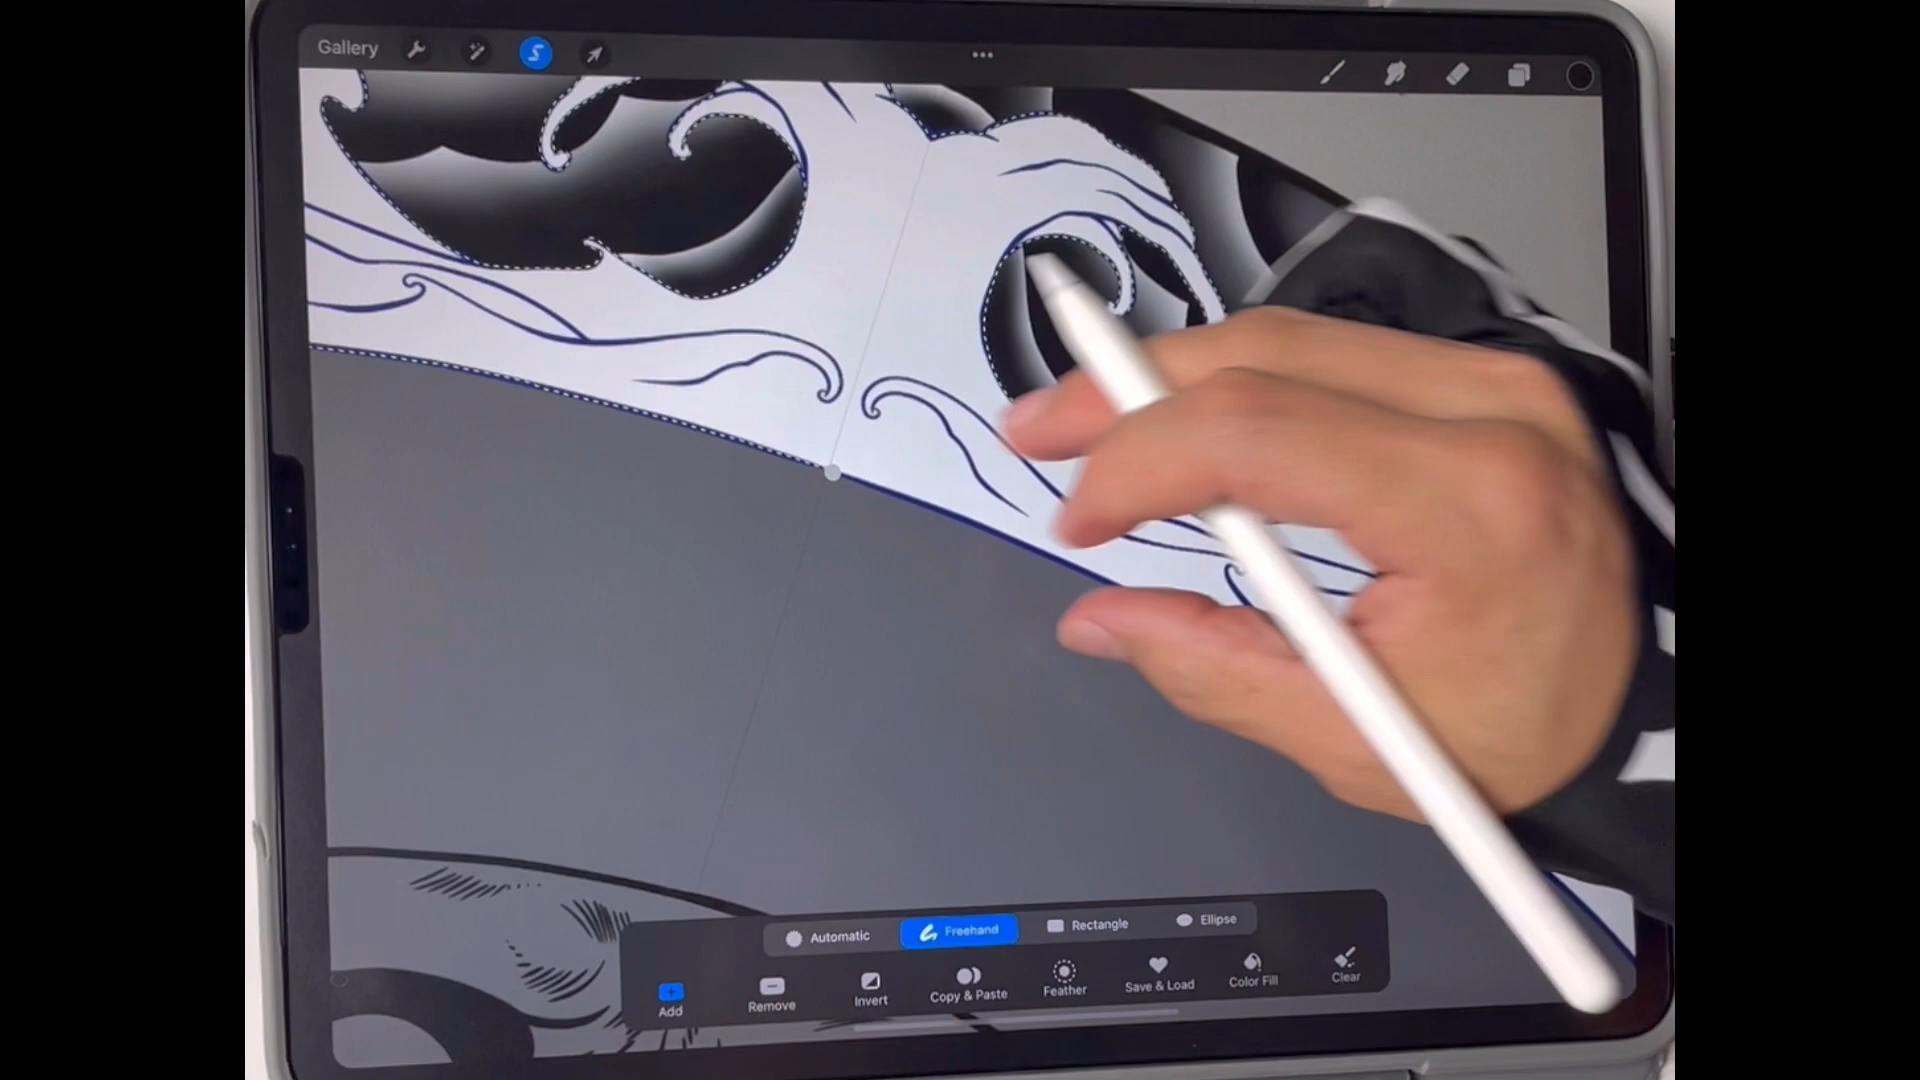 Gallery
Automatic
Freehand
Rectangle
Ellipse
Add
Remove
Invert
Copy & Paste
Feather
Save & Load
Color Fill
Clear